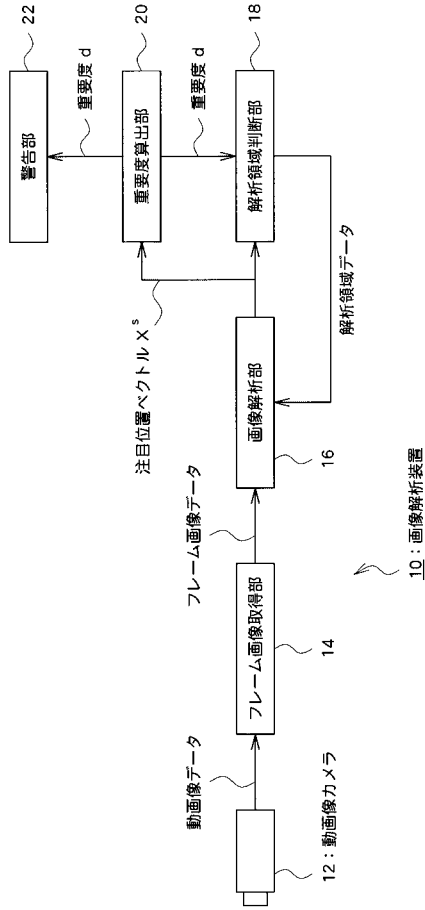 12：動画像カメラ
動画像データ
フレーム画像取得部
14
フレーム画像データ
画像解析部
16
注目位置ベクトル X^s
重要度算出部
20
重要度 d
警告部
22
重要度 d
解析領域判断部
18
解析領域データ
10：画像解析装置